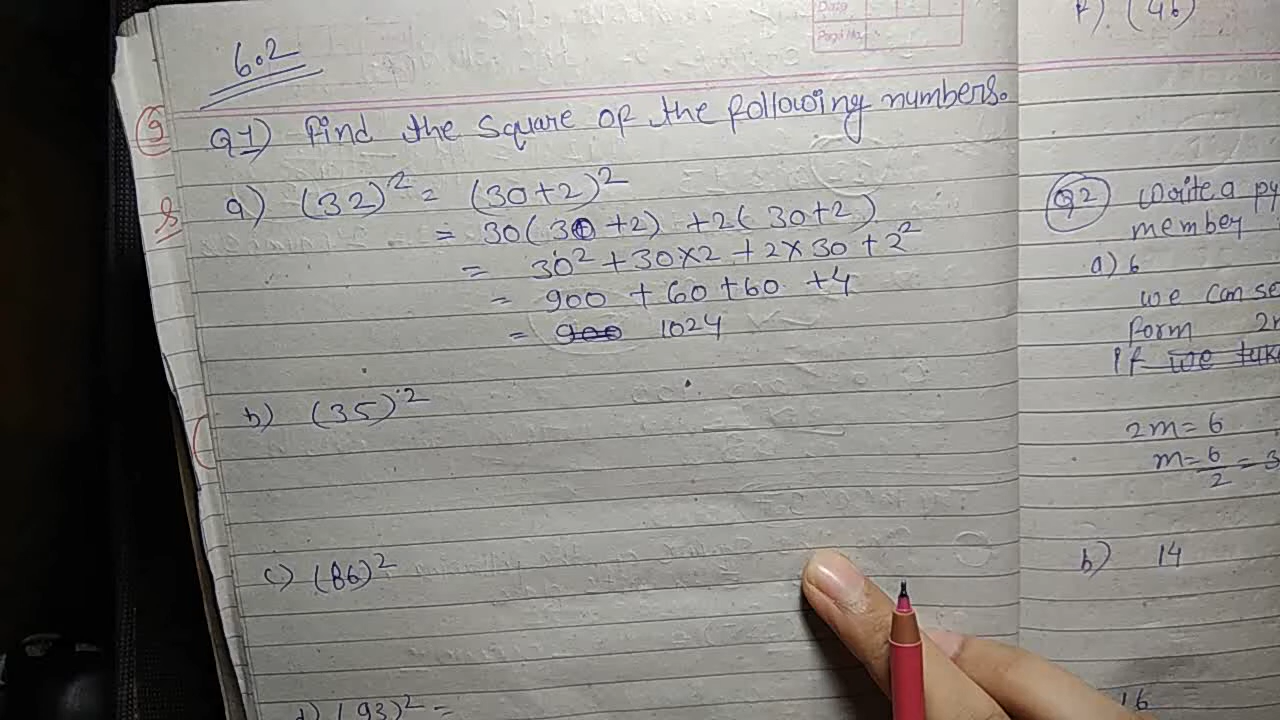 6.2
Q1) Find the square of the following numbers.
a) (32)² = (30+2)²
= 30(30+2) +2(30+2)
= 30² +30×2 +2×30 +2²
= 900 +60+60 +4
= 1024
b) (35)²
c) (86)²
d) (93)² =
Date
Page No.
(46)
Q2 Write a py
member
a) 6
we can se
form 2m
If we take
2m = 6
m = 6/2 = 3
b) 14
16